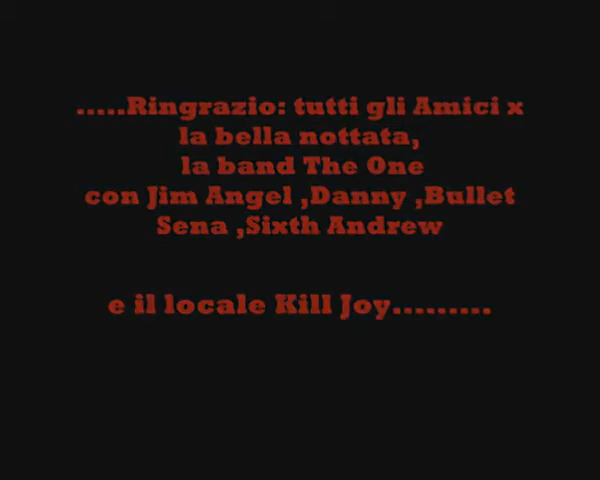 .....Ringrazio: tutti gli Amici x
la bella nottata,
la band The One
con Jim Angel ,Danny ,Bullet
Sena ,Sixth Andrew
e il locale Kill Joy.........